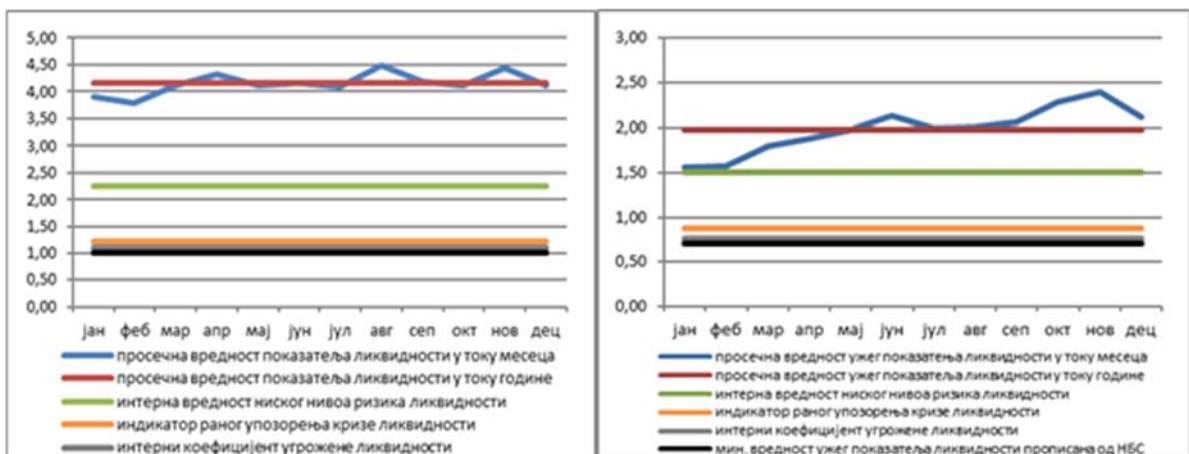 5,00
4,50
4,00
3,50
3,00
2,50
2,00
1,50
1,00
0,50
0,00
јан феб мар апр мај јун јул авг сеп окт нов дец
просечна вредност показатеља ликвидности у току месеца
просечна вредност показатеља ликвидности у току године
интерна вредност ниског нивоа ризика ликвидности
индикатор раног упозорења кризе ликвидности
интерни коефицијент угрожене ликвидности
3,00
2,50
2,00
1,50
1,00
0,50
0,00
јан феб мар апр мај јун јул авг сеп окт нов дец
просечна вредност ужег показатеља ликвидности у току месеца
просечна вредност ужег показатеља ликвидности у току године
интерна вредност ниског нивоа ризика ликвидности
индикатор раног упозорења кризе ликвидности
интерни коефицијент угрожене ликвидности
мин. вредност ужег показатеља ликвидности прописана од НБС